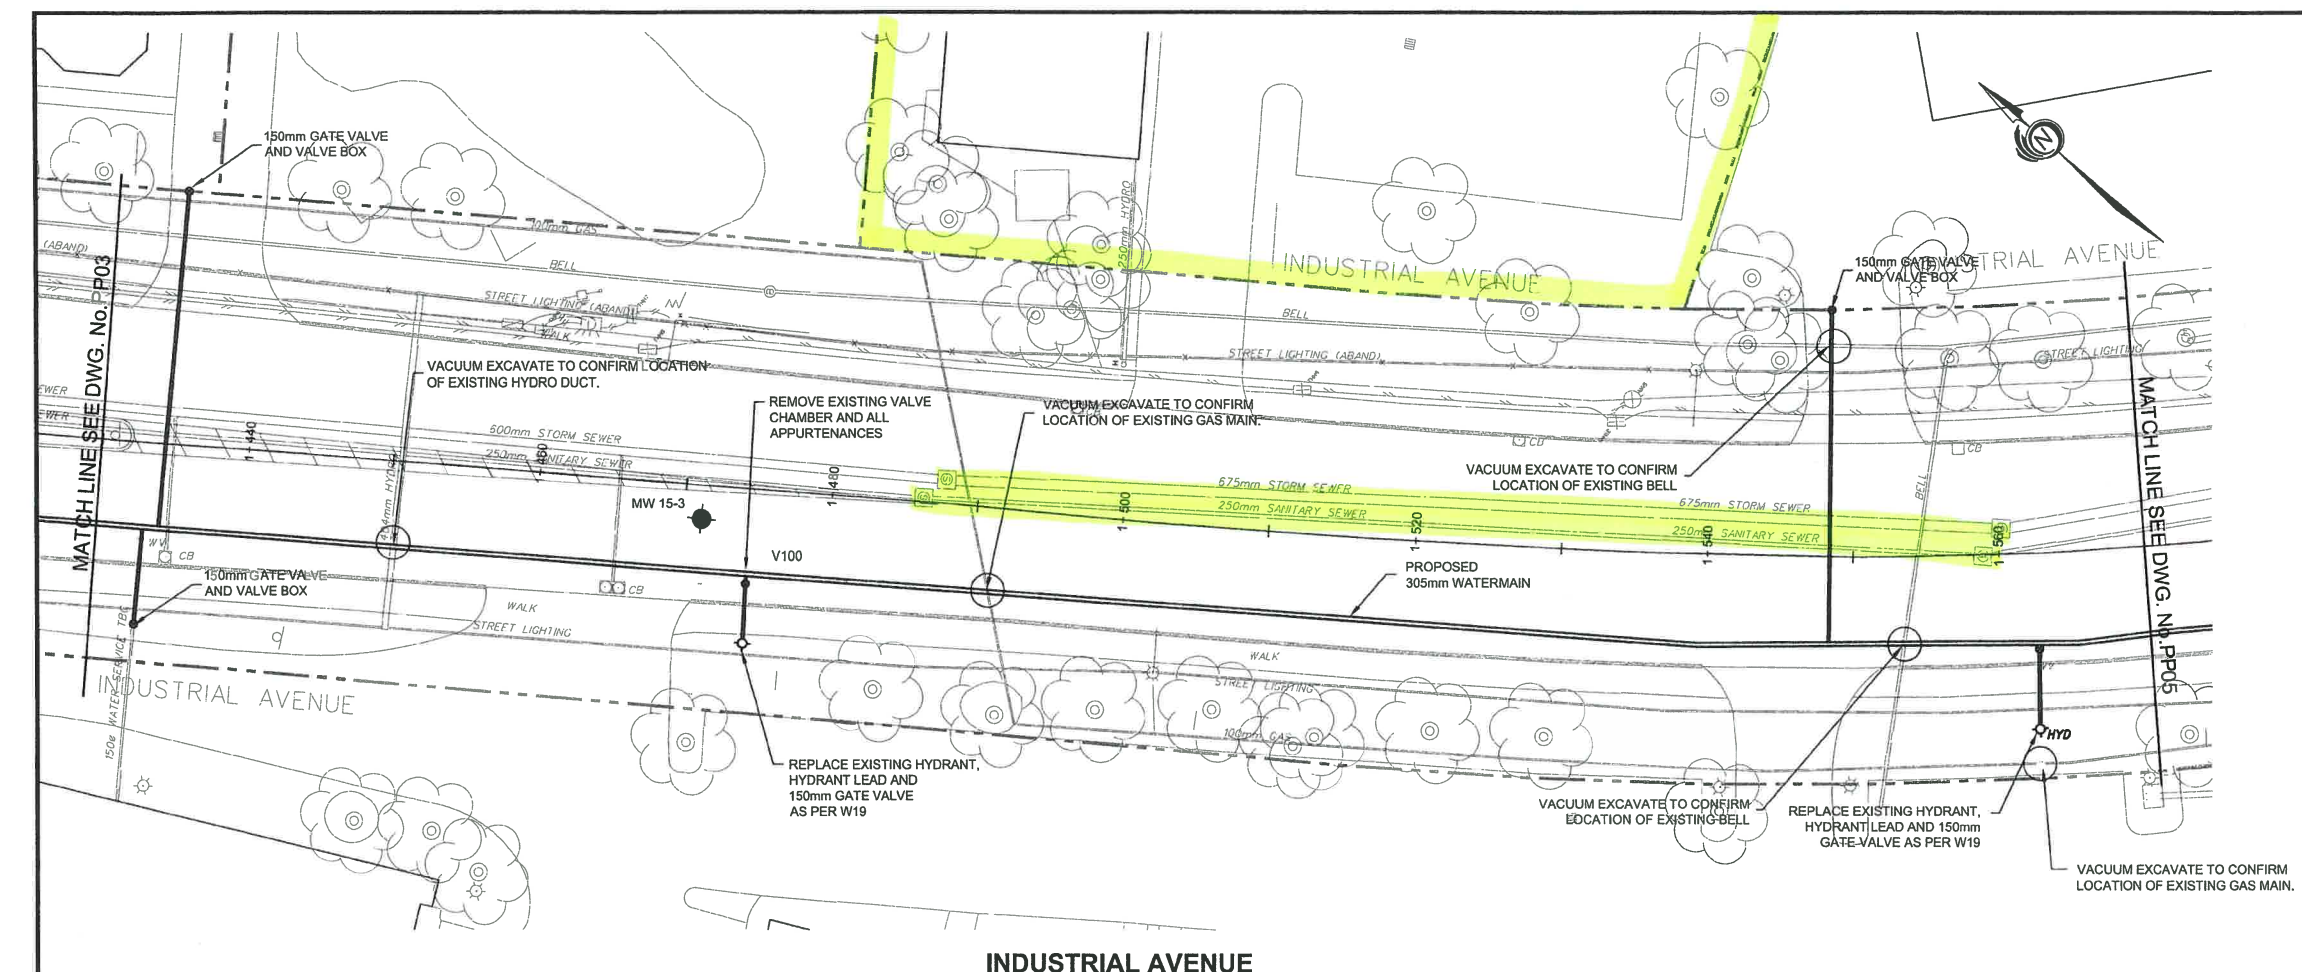 150mm GATE VALVE
AND VALVE BOX
N
100mm GAS
250mm HYDRO
INDUSTRIAL AVENUE
INDUSTRIAL AVENUE
150mm GATE VALVE
AND VALVE BOX
(ABAND)
BELL
STREET LIGHTING (ABAND)
WALK
BELL
STREET LIGHTING (ABAND)
STREET LIGHTING
MATCH LINE SEE DWG. No. PP03
VACUUM EXCAVATE TO CONFIRM LOCATION
OF EXISTING HYDRO DUCT.
REMOVE EXISTING VALVE
CHAMBER AND ALL
APPURTENANCES
VACUUM EXCAVATE TO CONFIRM
LOCATION OF EXISTING GAS MAIN.
CB
CB
CB
EWER
EWER
1+440
600mm STORM SEWER
250mm SANITARY SEWER
1+460
1+480
VACUUM EXCAVATE TO CONFIRM
LOCATION OF EXISTING BELL
BELL
MATCH LINE SEE DWG. No. PP05
675mm STORM SEWER
250mm SANITARY SEWER
675mm STORM SEWER
250mm SANITARY SEWER
1+500
1+520
1+540
1+560
MW 15-3
V100
WV
CB
CB
150mm GATE VALVE
AND VALVE BOX
PROPOSED
305mm WATERMAIN
WALK
STREET LIGHTING
WALK
STREET LIGHTING
INDUSTRIAL AVENUE
WATER SERVICE TBC
100mm GAS
HYD
REPLACE EXISTING HYDRANT,
HYDRANT LEAD AND
150mm GATE VALVE
AS PER W19
VACUUM EXCAVATE TO CONFIRM
LOCATION OF EXISTING BELL
REPLACE EXISTING HYDRANT,
HYDRANT LEAD AND 150mm
GATE VALVE AS PER W19
VACUUM EXCAVATE TO CONFIRM
LOCATION OF EXISTING GAS MAIN.
INDUSTRIAL AVENUE